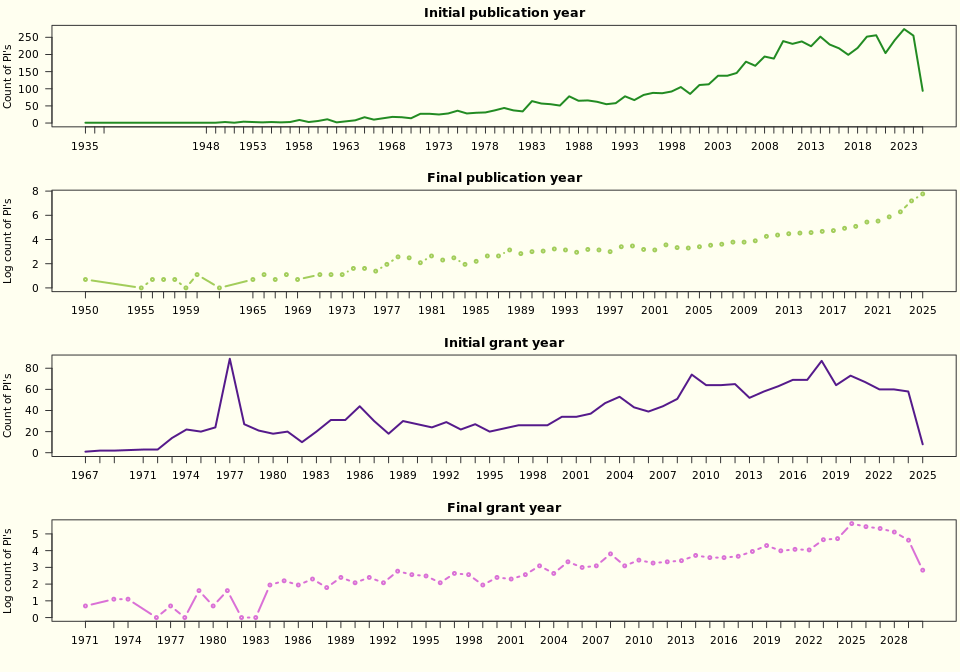 Initial publication year
Count of PI's
250
200
150
100
50
0
1935 1948 1953 1958 1963 1968 1973 1978 1983 1988 1993 1998 2003 2008 2013 2018 2023
Final publication year
Log count of PI's
8
6
4
2
0
1950 1955 1959 1965 1969 1973 1977 1981 1985 1989 1993 1997 2001 2005 2009 2013 2017 2021 2025
Initial grant year
Count of PI's
80
60
40
20
0
1967 1971 1974 1977 1980 1983 1986 1989 1992 1995 1998 2001 2004 2007 2010 2013 2016 2019 2022 2025
Final grant year
Log count of PI's
5
4
3
2
1
0
1971 1974 1977 1980 1983 1986 1989 1992 1995 1998 2001 2004 2007 2010 2013 2016 2019 2022 2025 2028